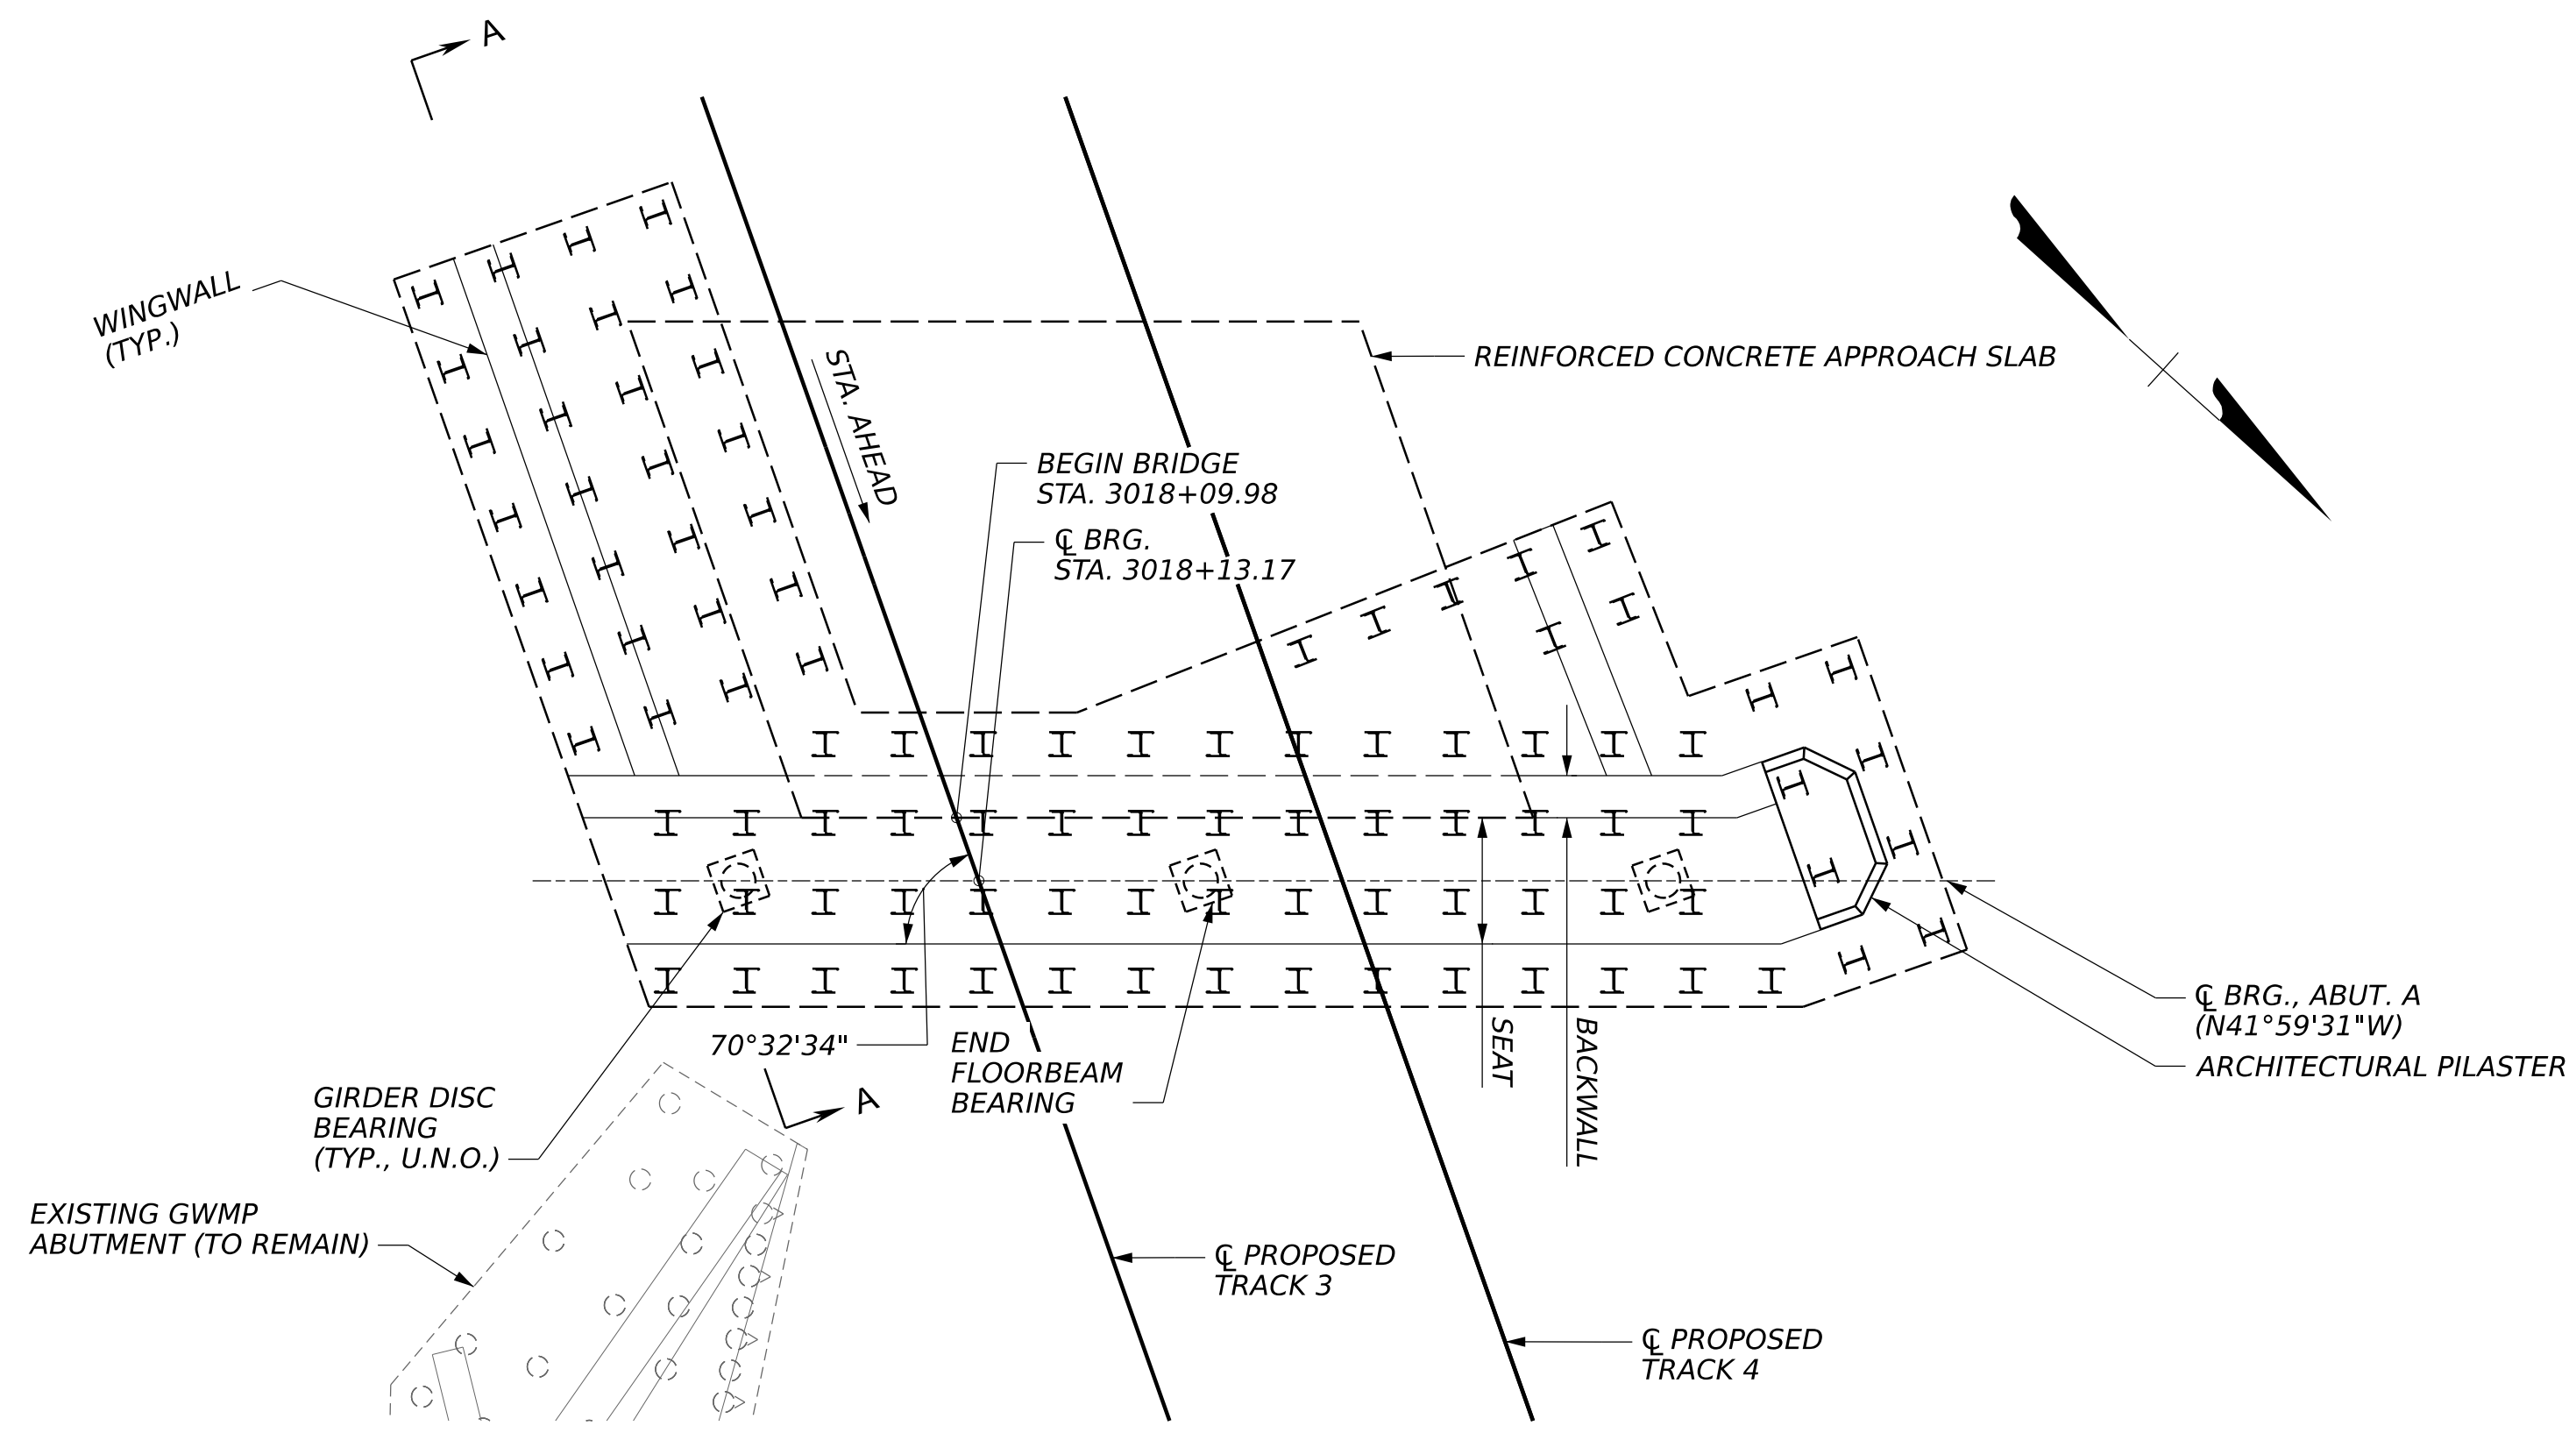 A
WINGWALL
(TYP.)
STA. AHEAD
REINFORCED CONCRETE APPROACH SLAB
BEGIN BRIDGE
STA. 3018+09.98
℄ BRG.
STA. 3018+13.17
70°32'34"
END
FLOORBEAM
BEARING
SEAT
BACKWALL
℄ BRG., ABUT. A
(N41°59'31"W)
ARCHITECTURAL PILASTER
A
GIRDER DISC
BEARING
(TYP., U.N.O.)
EXISTING GWMP
ABUTMENT (TO REMAIN)
℄ PROPOSED
TRACK 3
℄ PROPOSED
TRACK 4